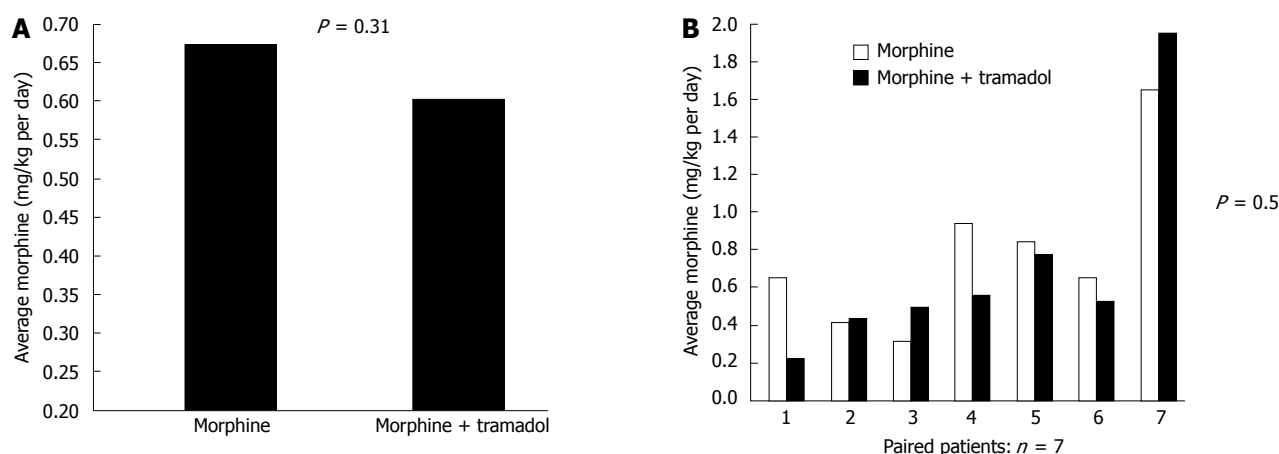 A
P = 0.31
Average morphine (mg/kg per day)
0.70
0.65
0.60
0.55
0.50
0.45
0.40
0.35
0.30
0.25
0.20
Morphine Morphine + tramadol
B
Morphine
Morphine + tramadol
Average morphine (mg/kg per day)
2.0
1.8
1.6
1.4
1.2
1.0
0.8
0.6
0.4
0.2
0.0
P = 0.5
1 2 3 4 5 6 7
Paired patients: n = 7